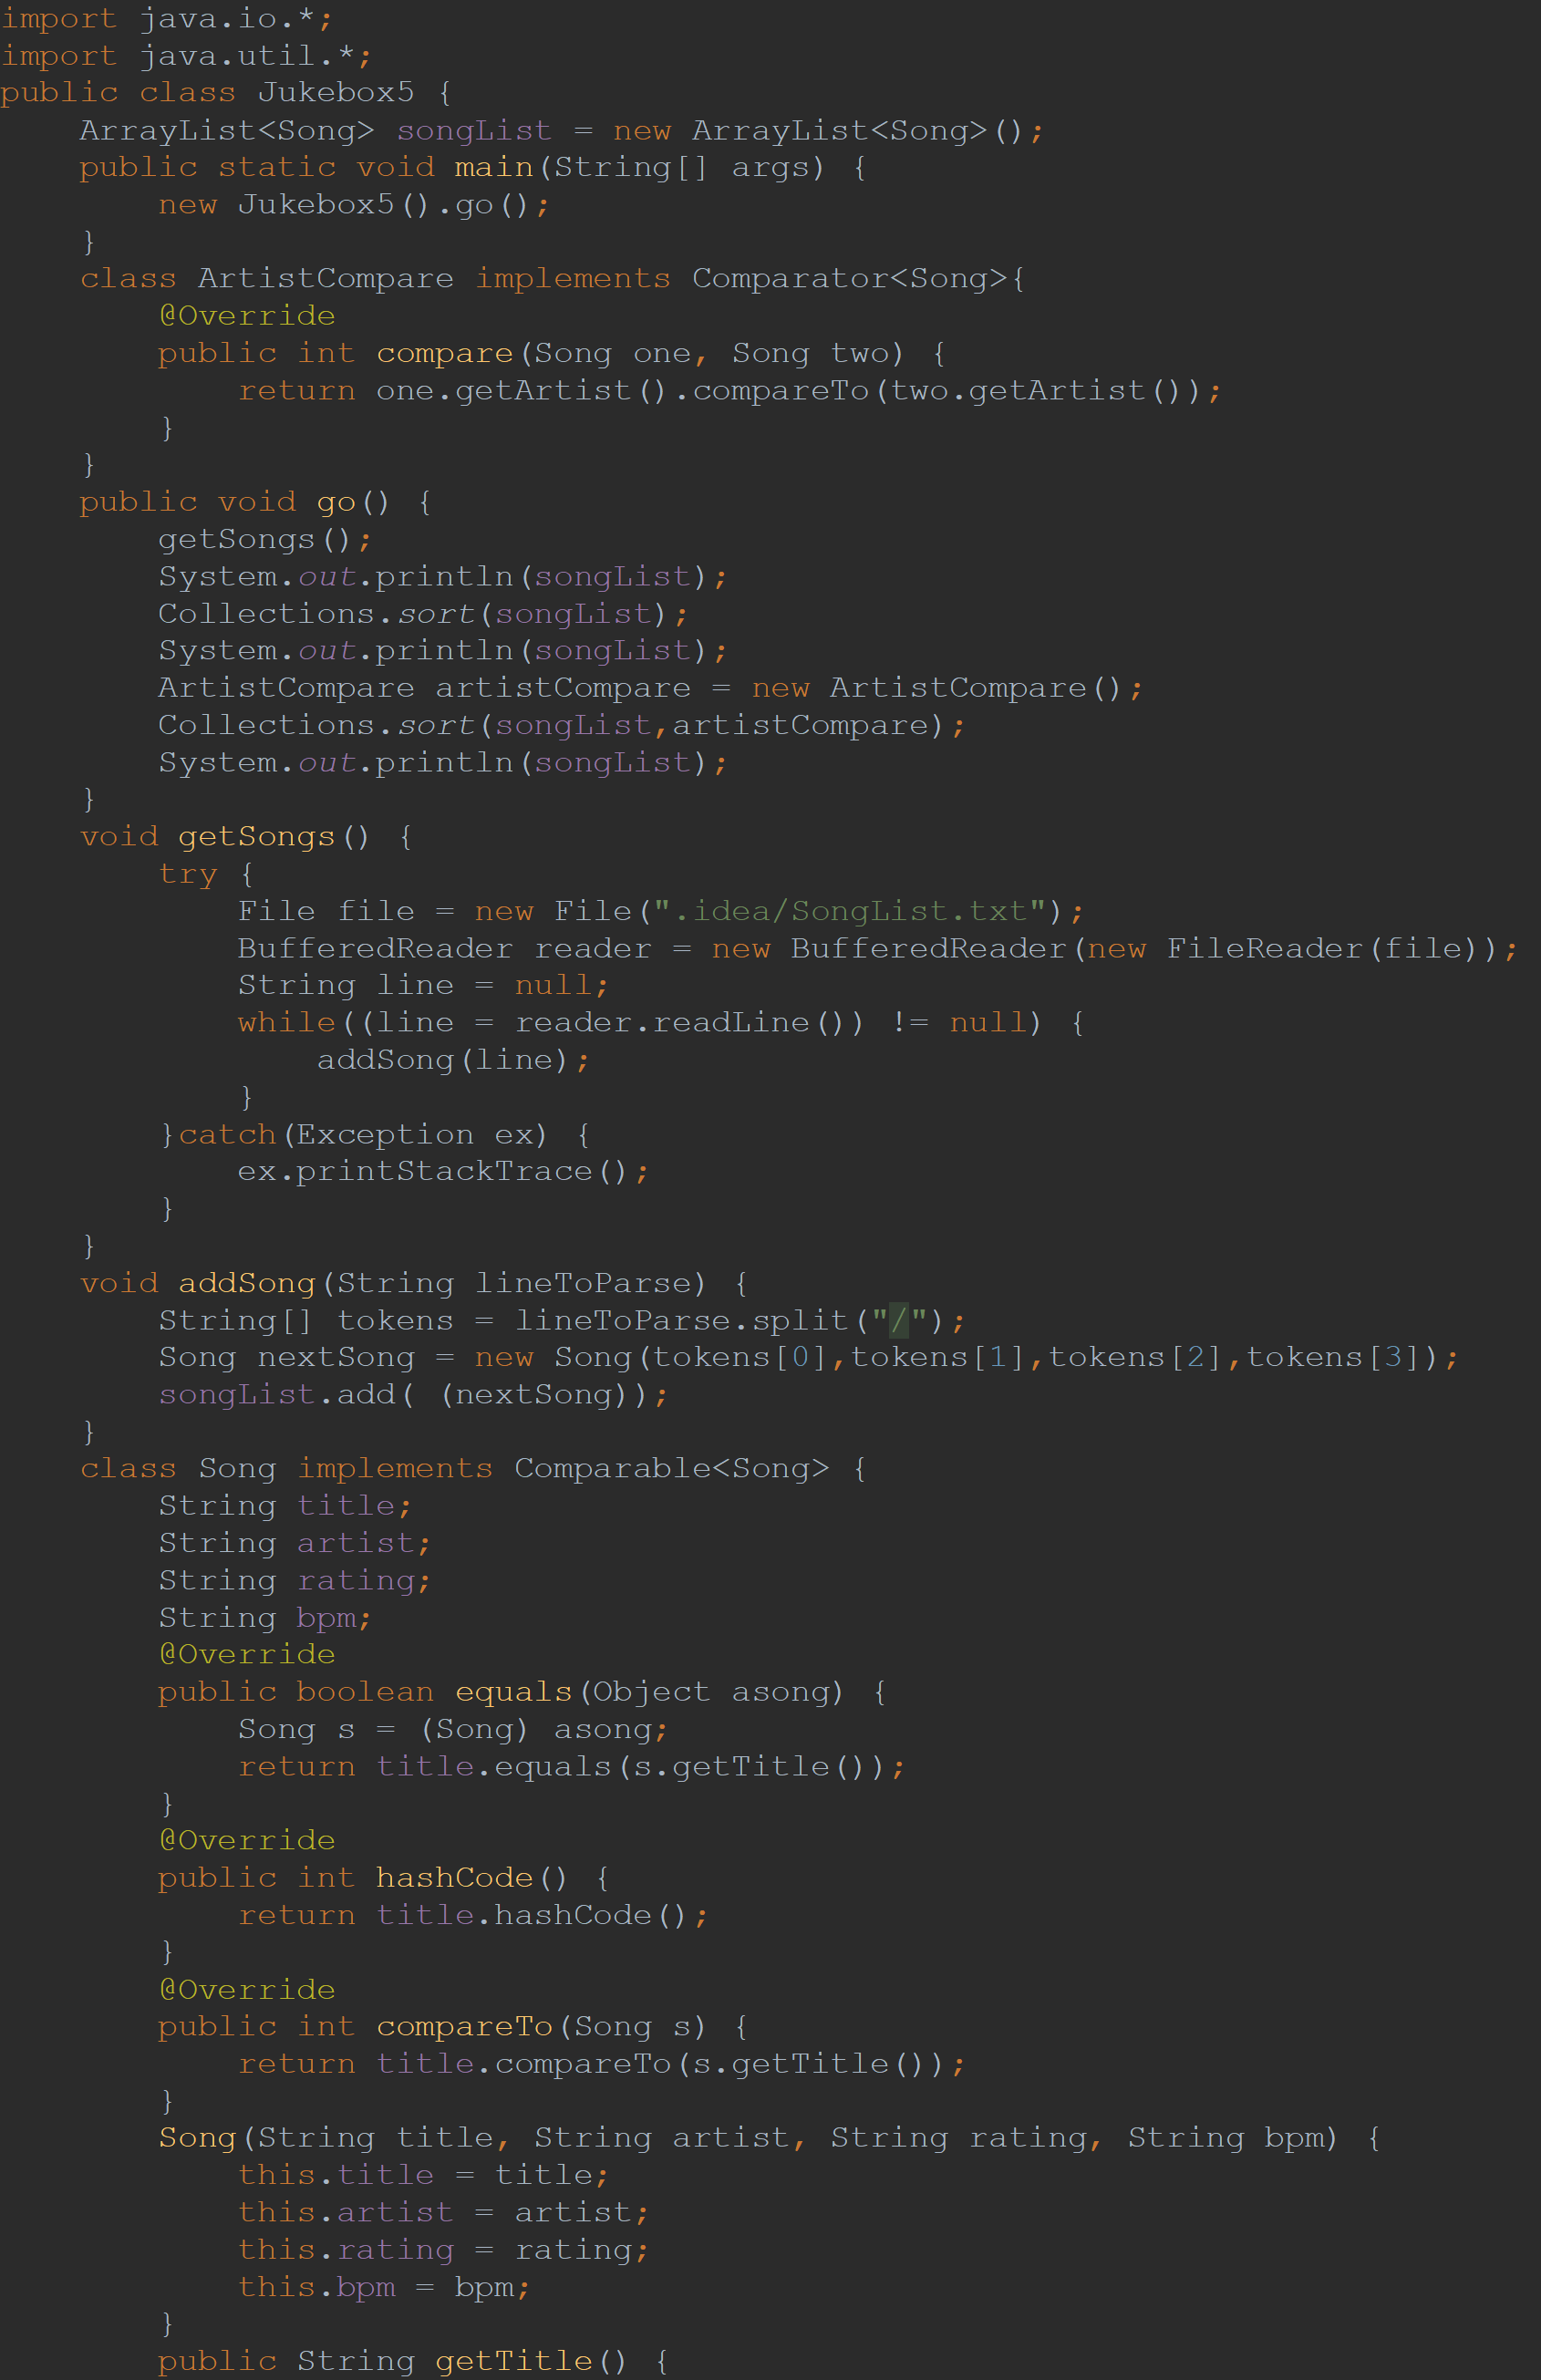 import java.io.*;
import java.util.*;
public class Jukebox5 {
    ArrayList<Song> songList = new ArrayList<Song>();
    public static void main(String[] args) {
        new Jukebox5().go();
    }
    class ArtistCompare implements Comparator<Song>{
        @Override
        public int compare(Song one, Song two) {
            return one.getArtist().compareTo(two.getArtist());
        }
    }
    public void go() {
        getSongs();
        System.out.println(songList);
        Collections.sort(songList);
        System.out.println(songList);
        ArtistCompare artistCompare = new ArtistCompare();
        Collections.sort(songList,artistCompare);
        System.out.println(songList);
    }
    void getSongs() {
        try {
            File file = new File(".idea/SongList.txt");
            BufferedReader reader = new BufferedReader(new FileReader(file));
            String line = null;
            while((line = reader.readLine()) != null) {
                addSong(line);
            }
        }catch(Exception ex) {
            ex.printStackTrace();
        }
    }
    void addSong(String lineToParse) {
        String[] tokens = lineToParse.split("/");
        Song nextSong = new Song(tokens[0],tokens[1],tokens[2],tokens[3]);
        songList.add( (nextSong));
    }
    class Song implements Comparable<Song> {
        String title;
        String artist;
        String rating;
        String bpm;
        @Override
        public boolean equals(Object asong) {
            Song s = (Song) asong;
            return title.equals(s.getTitle());
        }
        @Override
        public int hashCode() {
            return title.hashCode();
        }
        @Override
        public int compareTo(Song s) {
            return title.compareTo(s.getTitle());
        }
        Song(String title, String artist, String rating, String bpm) {
            this.title = title;
            this.artist = artist;
            this.rating = rating;
            this.bpm = bpm;
        }
        public String getTitle() {